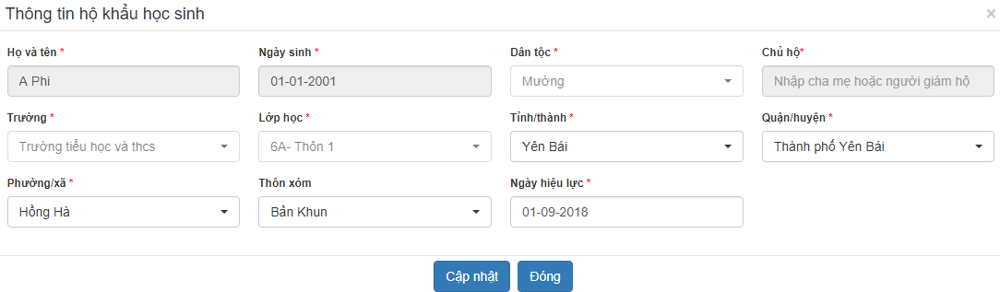 Thông tin hộ khẩu học sinh ×
Họ và tên * Ngày sinh * Dân tộc * Chủ hộ*
A Phi 01-01-2001 Mường Nhập cha mẹ hoặc người giám hộ
Trường * Lớp học * Tỉnh/thành * Quận/huyện *
Trường tiểu học và thcs 6A- Thôn 1 Yên Bái Thành phố Yên Bái
Phường/xã * Thôn xóm Ngày hiệu lực *
Hồng Hà Bản Khun 01-09-2018
Cập nhật Đóng